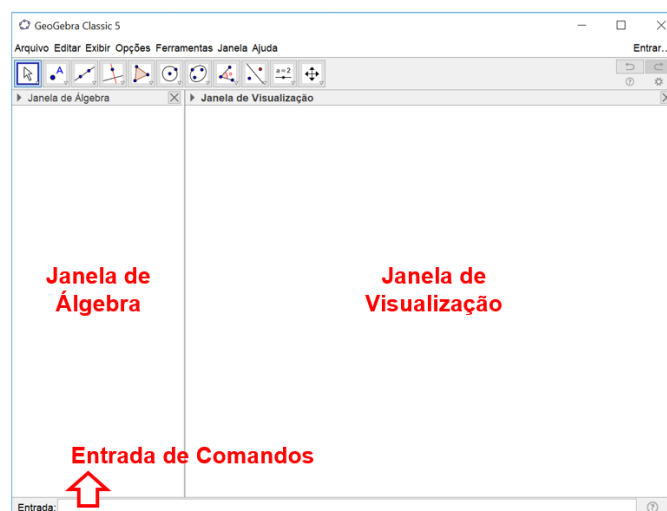 GeoGebra Classic 5
Arquivo Editar Exibir Opções Ferramentas Janela Ajuda
Entrar...
A
a=2
Janela de Álgebra
Janela de Visualização
Janela de
Álgebra
Janela de
Visualização
Entrada de Comandos
Entrada: